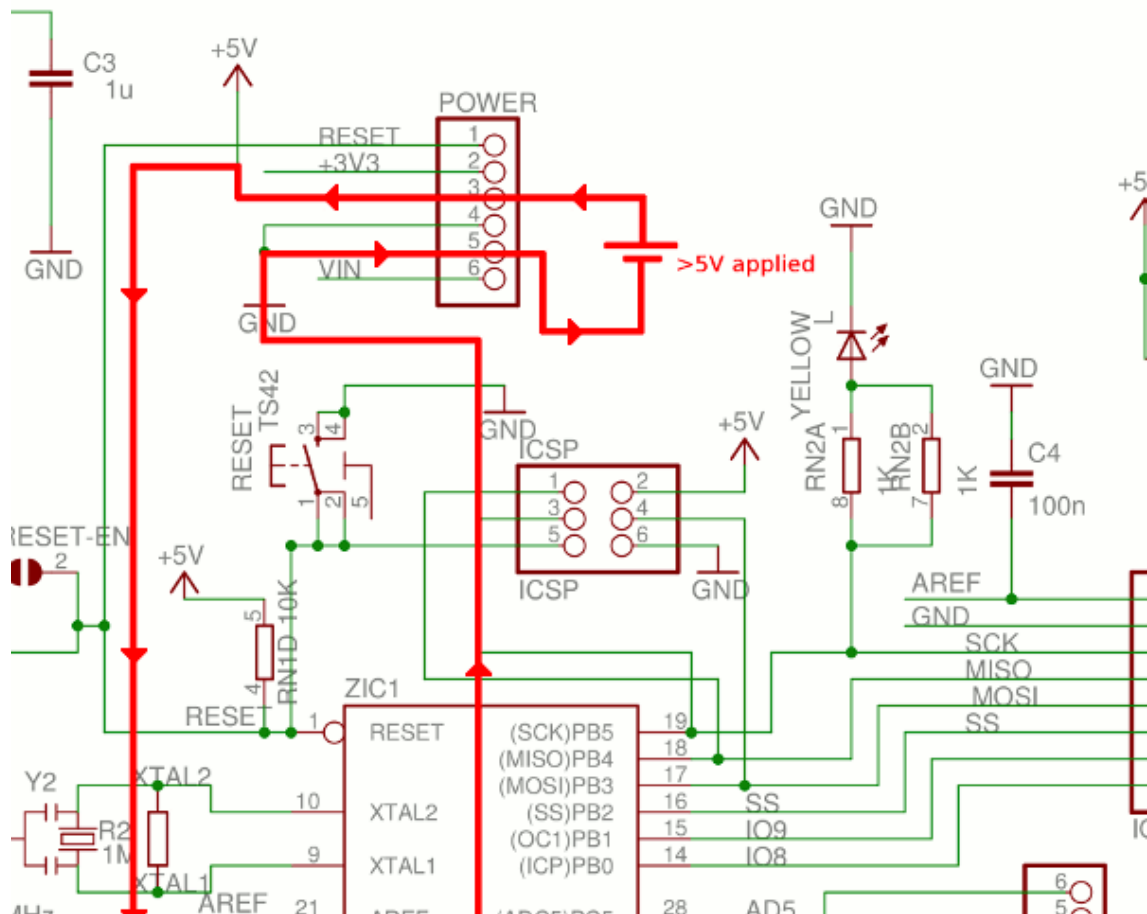 +5V
C3
1u
POWER
RESET
1
+3V3
2
3
4
5
VIN
6
GND
GND
>5V applied
GND
+5
YELLOW
L
RESET
TS42
3
4
1
2
5
GND
ICSP
1
2
3
4
5
6
ICSP
+5V
GND
RN2A
1
8
1K
RN2B
2
7
1K
GND
C4
100n
RESET-EN
2
+5V
5
4
RN1D 10K
RESET
ZIC1
AREF
GND
SCK
MISO
MOSI
SS
1
RESET
(SCK)PB5
19
(MISO)PB4
18
(MOSI)PB3
17
(SS)PB2
16
SS
(OC1)PB1
15
IO9
(ICP)PB0
14
IO8
Y2
XTAL2
10
XTAL2
R2
1M
9
XTAL1
XTAL1
AREF
21
AREF
28
AD5
6
5